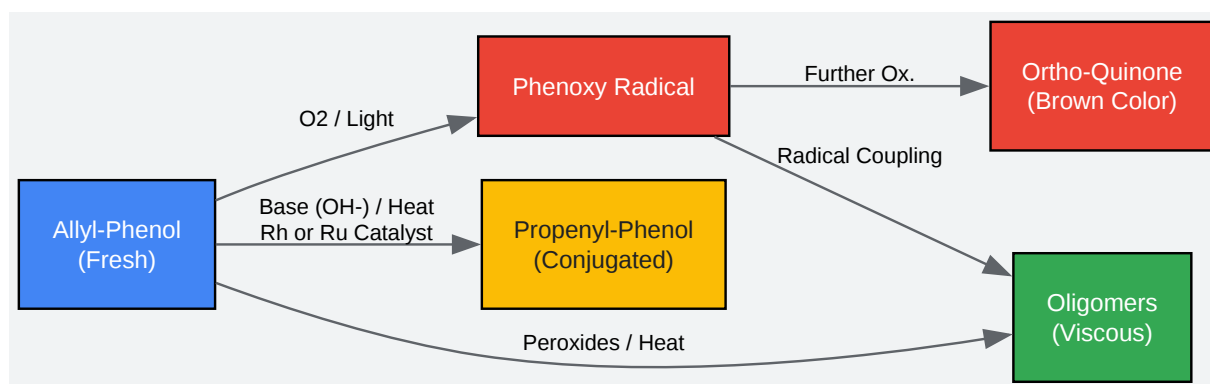 Phenoxy Radical
Further Ox.
Ortho-Quinone
(Brown Color)
O2 / Light
Radical Coupling
Allyl-Phenol
(Fresh)
Base (OH-) / Heat
Rh or Ru Catalyst
Propenyl-Phenol
(Conjugated)
Oligomers
(Viscous)
Peroxides / Heat